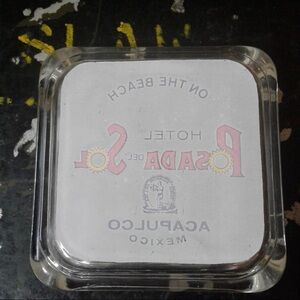 ON THE BEACH
HOTEL
POSADA DEL SOL
ACAPULCO
MEXICO